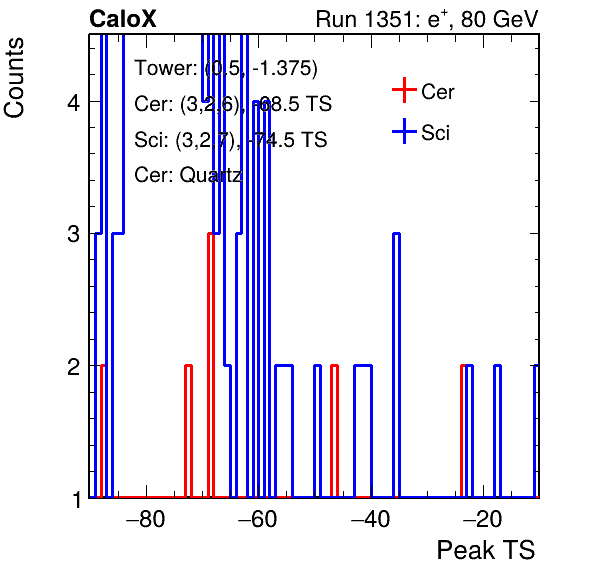 CaloX Run 1351: e⁺, 80 GeV
Counts
Tower: (0.5, -1.375)
Cer: (3,2,6), -68.5 TS
Sci: (3,2,7), -74.5 TS
Cer: Quartz
Cer
Sci
4
3
2
1
−80 −60 −40 −20
Peak TS